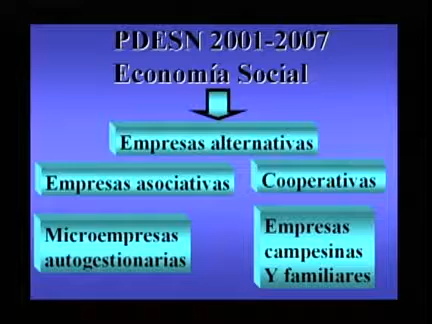 PDESN 2001-2007
Economía Social
Empresas alternativas
Empresas asociativas
Cooperativas
Microempresas
autogestionarias
Empresas
campesinas
Y familiares